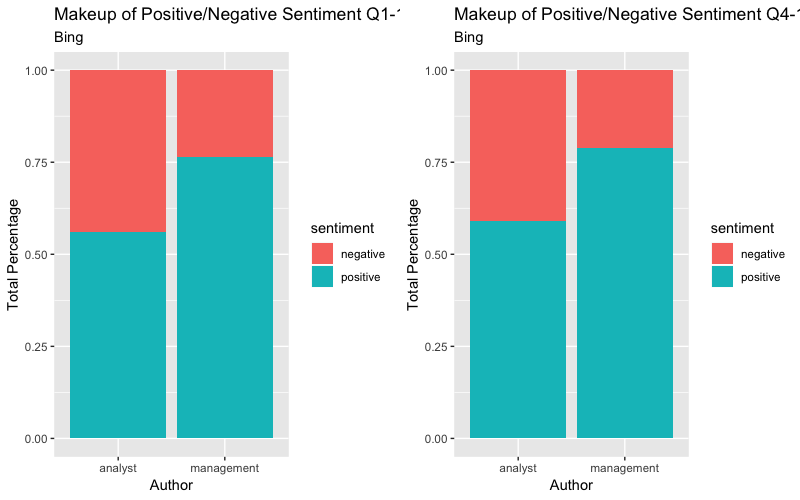 Makeup of Positive/Negative Sentiment Q1-
Bing
1.00
0.75
0.50
0.25
0.00
Total Percentage
analyst management
Author
sentiment
negative
positive
Makeup of Positive/Negative Sentiment Q4-
Bing
1.00
0.75
0.50
0.25
0.00
Total Percentage
analyst management
Author
sentiment
negative
positive